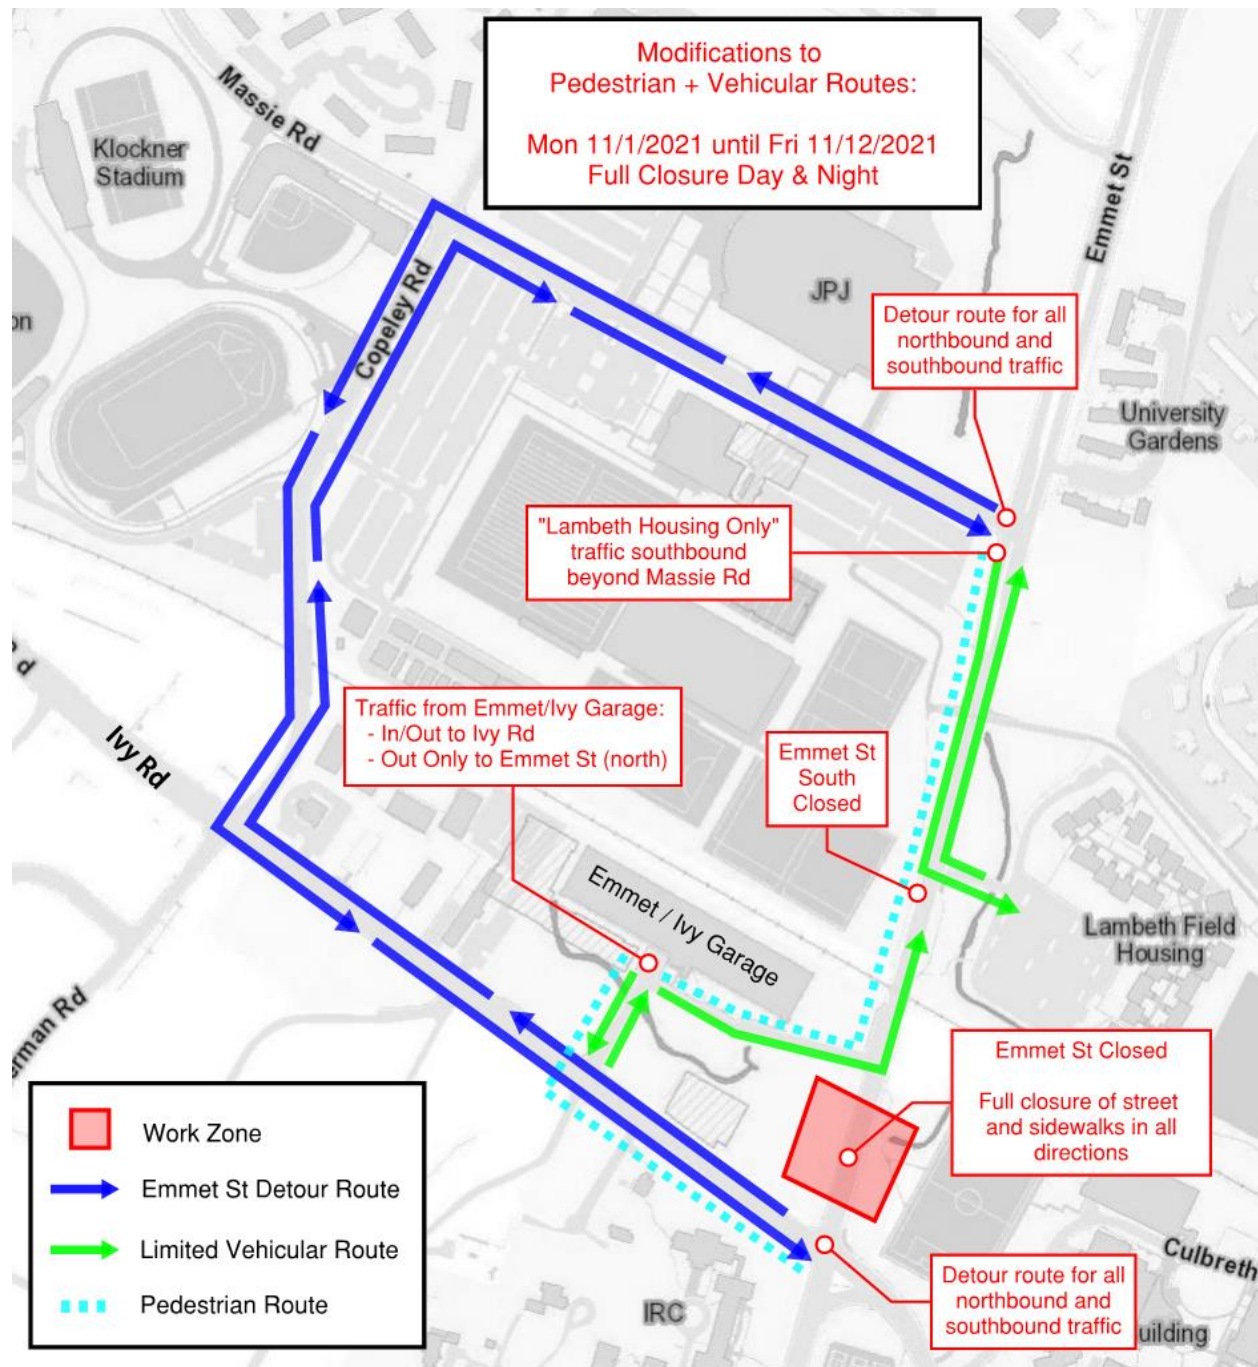 Modifications to
Pedestrian + Vehicular Routes:
Mon 11/1/2021 until Fri 11/12/2021
Full Closure Day & Night
Massie Rd
Klockner
Stadium
Emmet St
Copeley Rd
JPJ
on
Detour route for all
northbound and
southbound traffic
University
Gardens
"Lambeth Housing Only"
traffic southbound
beyond Massie Rd
d
Ivy Rd
Traffic from Emmet/Ivy Garage:
- In/Out to Ivy Rd
- Out Only to Emmet St (north)
Emmet St
South
Closed
Emmet / Ivy Garage
Lambeth Field
Housing
erman Rd
Emmet St Closed
Full closure of street
and sidewalks in all
directions
Work Zone
Emmet St Detour Route
Limited Vehicular Route
Pedestrian Route
Culbreth
Detour route for all
northbound and
southbound traffic
IRC
uilding